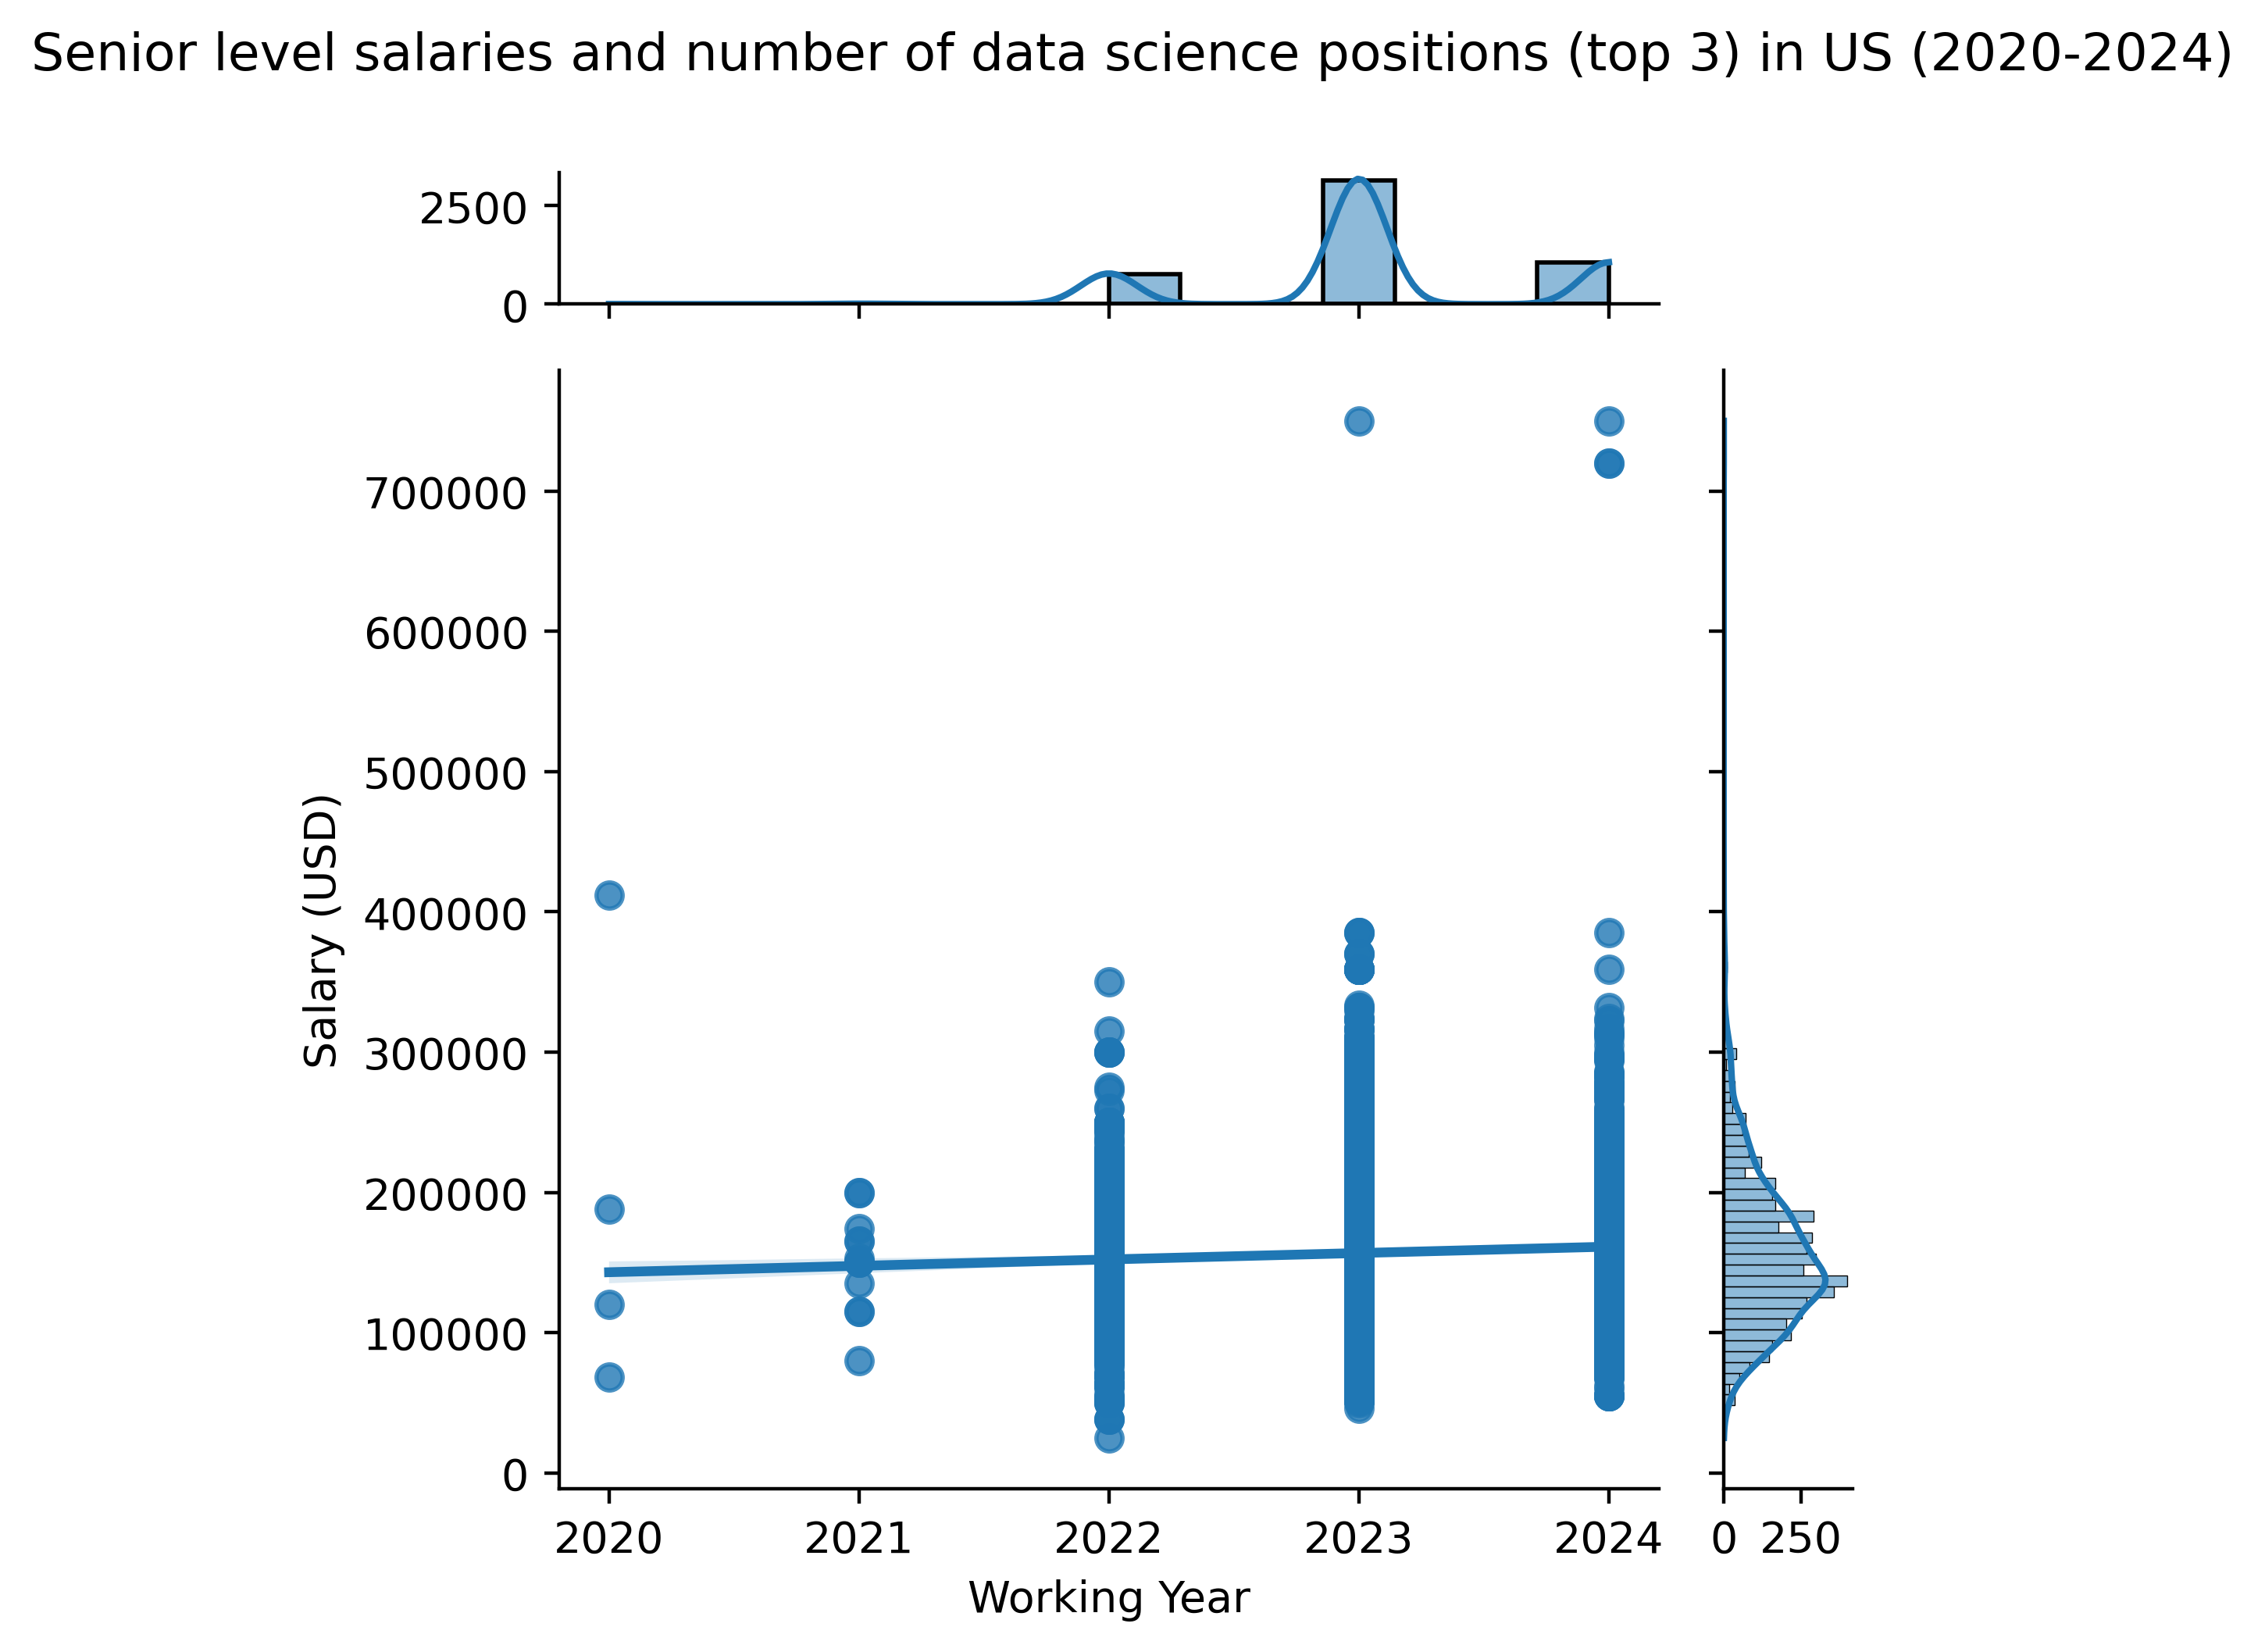 Senior level salaries and number of data science positions (top 3) in US (2020-2024)
2500
0
700000
600000
500000
400000
300000
200000
100000
0
Salary (USD)
2020 2021 2022 2023 2024
0 250
Working Year